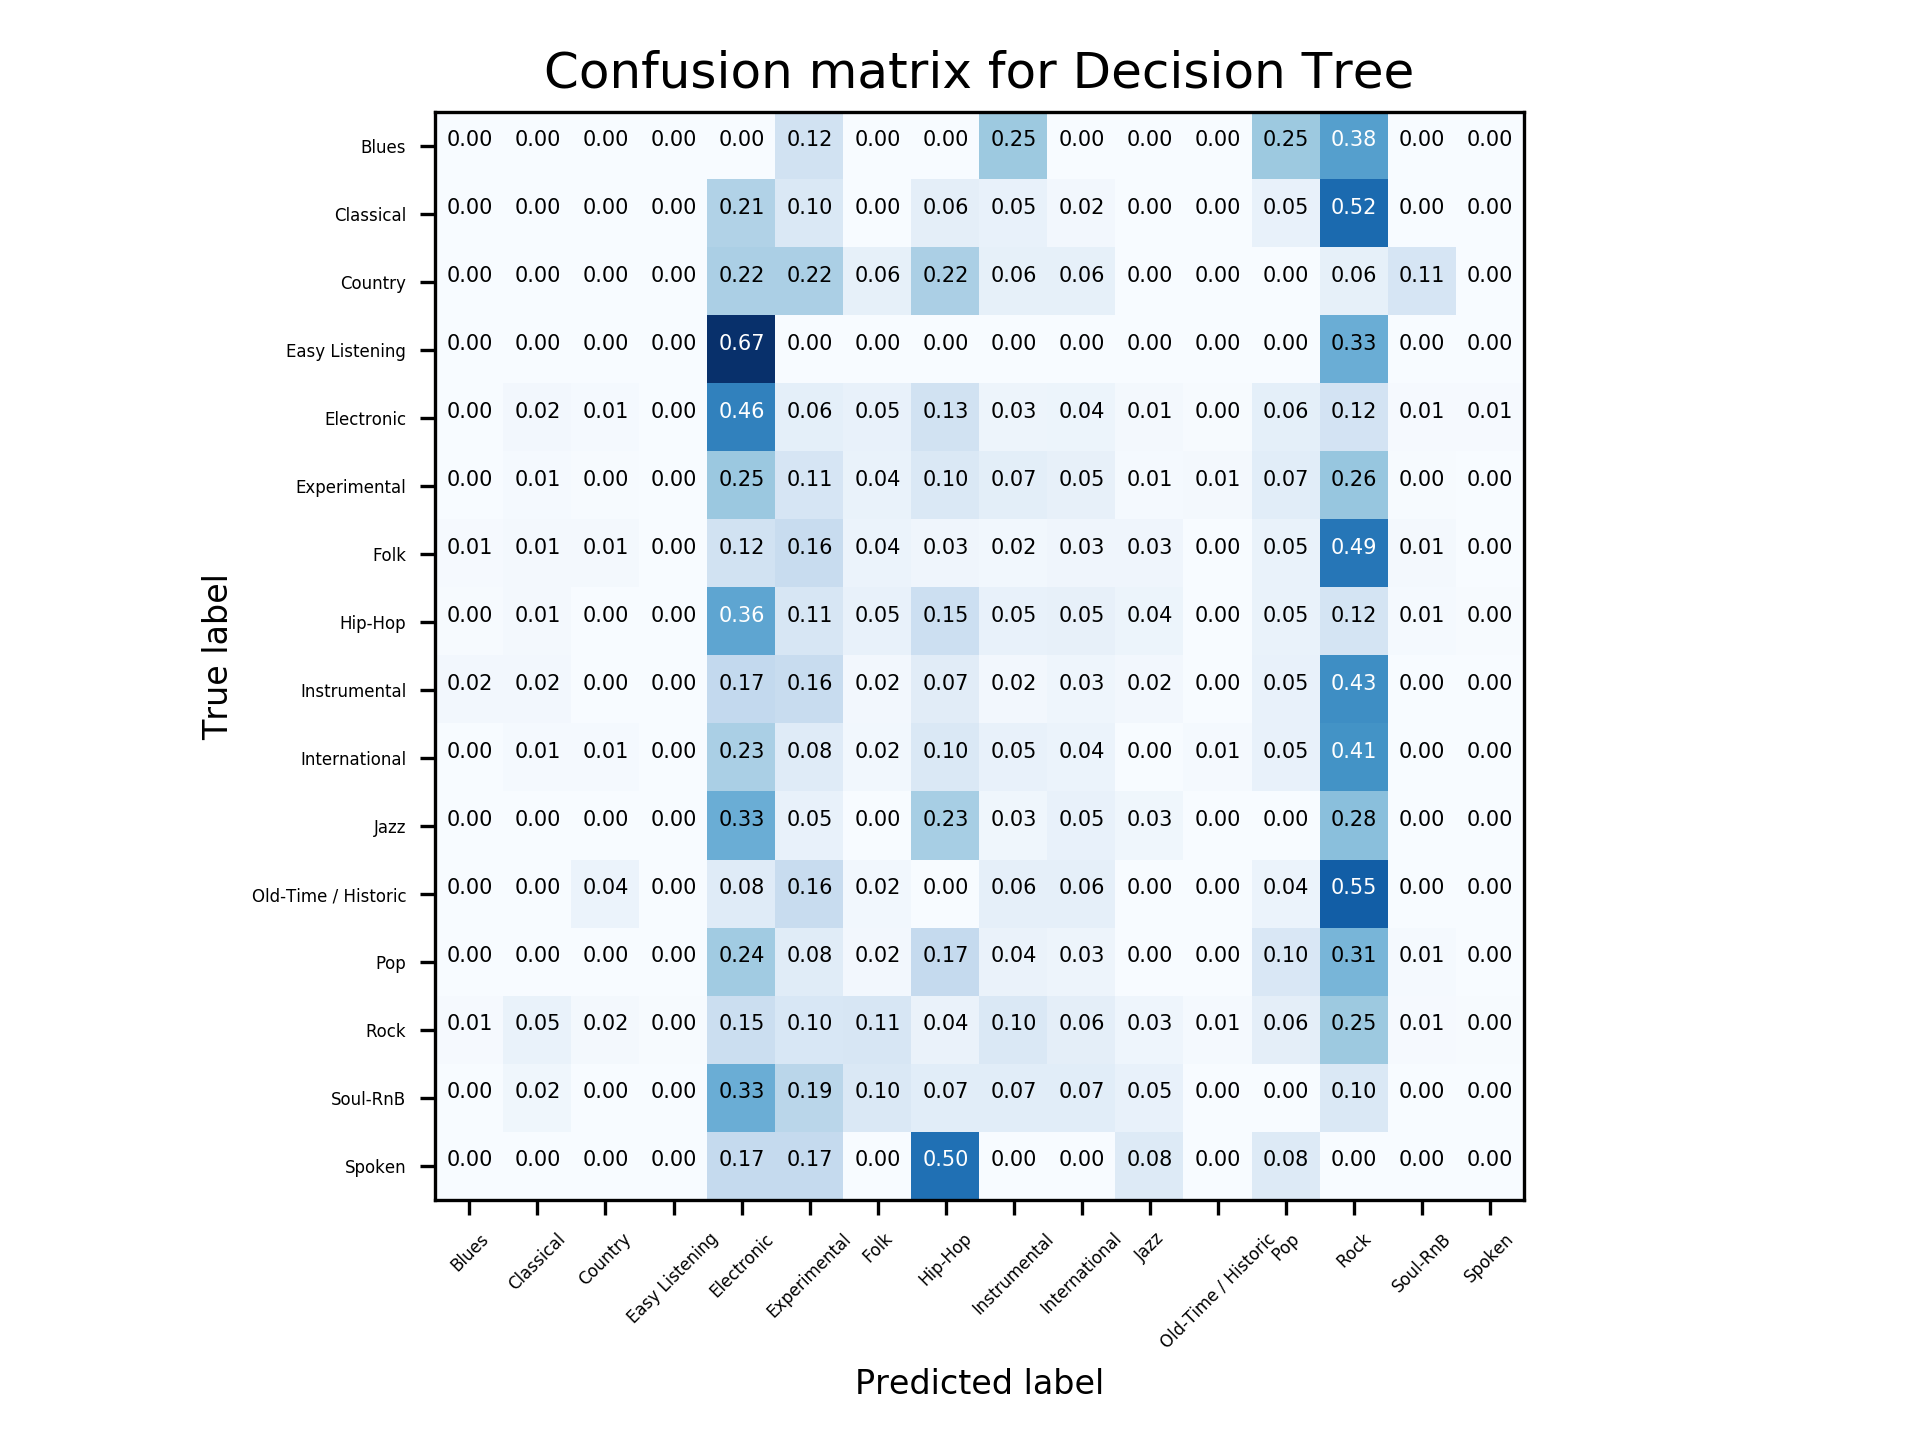 Confusion matrix for Decision Tree
Blues 0.00 0.00 0.00 0.00 0.00 0.12 0.00 0.00 0.25 0.00 0.00 0.00 0.25 0.38 0.00 0.00
Classical 0.00 0.00 0.00 0.00 0.21 0.10 0.00 0.06 0.05 0.02 0.00 0.00 0.05 0.52 0.00 0.00
Country 0.00 0.00 0.00 0.00 0.22 0.22 0.06 0.22 0.06 0.06 0.00 0.00 0.00 0.06 0.11 0.00
Easy Listening 0.00 0.00 0.00 0.00 0.67 0.00 0.00 0.00 0.00 0.00 0.00 0.00 0.00 0.33 0.00 0.00
Electronic 0.00 0.02 0.01 0.00 0.46 0.06 0.05 0.13 0.03 0.04 0.01 0.00 0.06 0.12 0.01 0.01
Experimental 0.00 0.01 0.00 0.00 0.25 0.11 0.04 0.10 0.07 0.05 0.01 0.01 0.07 0.26 0.00 0.00
Folk 0.01 0.01 0.01 0.00 0.12 0.16 0.04 0.03 0.02 0.03 0.03 0.00 0.05 0.49 0.01 0.00
Hip-Hop 0.00 0.01 0.00 0.00 0.36 0.11 0.05 0.15 0.05 0.05 0.04 0.00 0.05 0.12 0.01 0.00
Instrumental 0.02 0.02 0.00 0.00 0.17 0.16 0.02 0.07 0.02 0.03 0.02 0.00 0.05 0.43 0.00 0.00
International 0.00 0.01 0.01 0.00 0.23 0.08 0.02 0.10 0.05 0.04 0.00 0.01 0.05 0.41 0.00 0.00
Jazz 0.00 0.00 0.00 0.00 0.33 0.05 0.00 0.23 0.03 0.05 0.03 0.00 0.00 0.28 0.00 0.00
Old-Time / Historic 0.00 0.00 0.04 0.00 0.08 0.16 0.02 0.00 0.06 0.06 0.00 0.00 0.04 0.55 0.00 0.00
Pop 0.00 0.00 0.00 0.00 0.24 0.08 0.02 0.17 0.04 0.03 0.00 0.00 0.10 0.31 0.01 0.00
Rock 0.01 0.05 0.02 0.00 0.15 0.10 0.11 0.04 0.10 0.06 0.03 0.01 0.06 0.25 0.01 0.00
Soul-RnB 0.00 0.02 0.00 0.00 0.33 0.19 0.10 0.07 0.07 0.07 0.05 0.00 0.00 0.10 0.00 0.00
Spoken 0.00 0.00 0.00 0.00 0.17 0.17 0.00 0.50 0.00 0.00 0.08 0.00 0.08 0.00 0.00 0.00
True label
Blues Classical Country Easy Listening Electronic Experimental Folk Hip-Hop Instrumental International Jazz Old-Time / Historic Pop Rock Soul-RnB Spoken
Predicted label